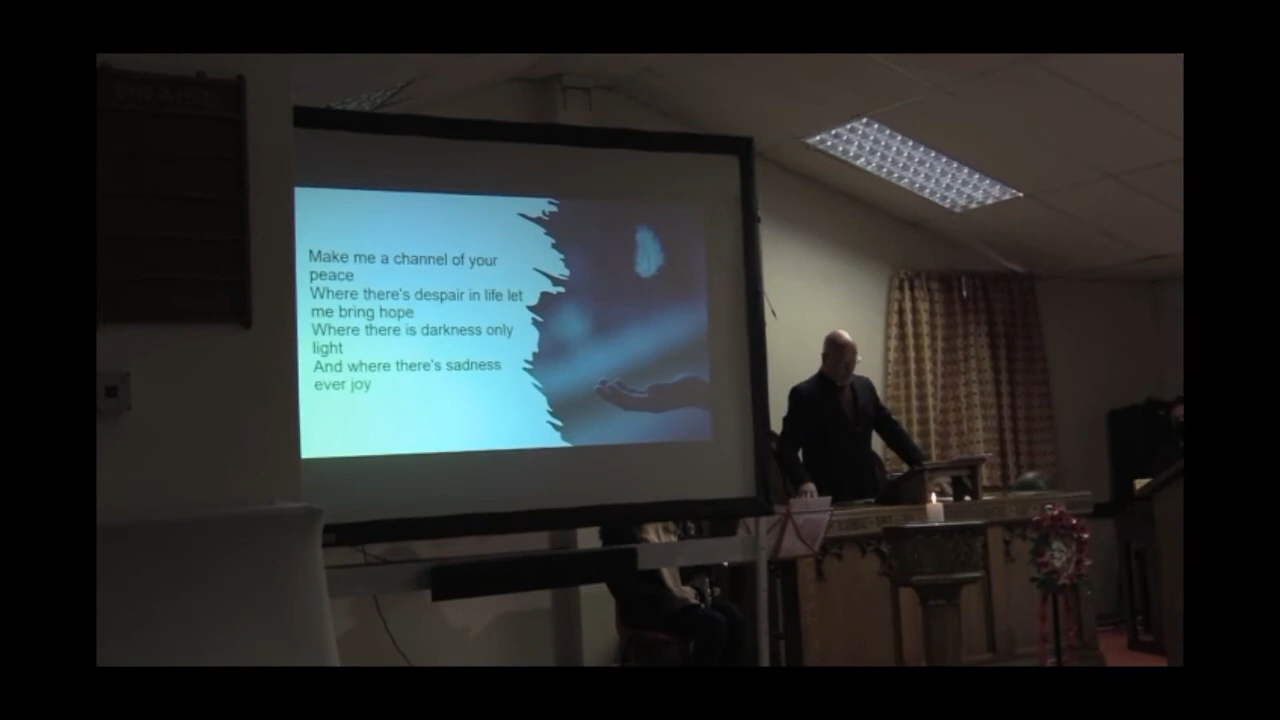 PRAISE
Make me a channel of your
peace
Where there's despair in life let
me bring hope
Where there is darkness only
light
And where there's sadness
ever joy